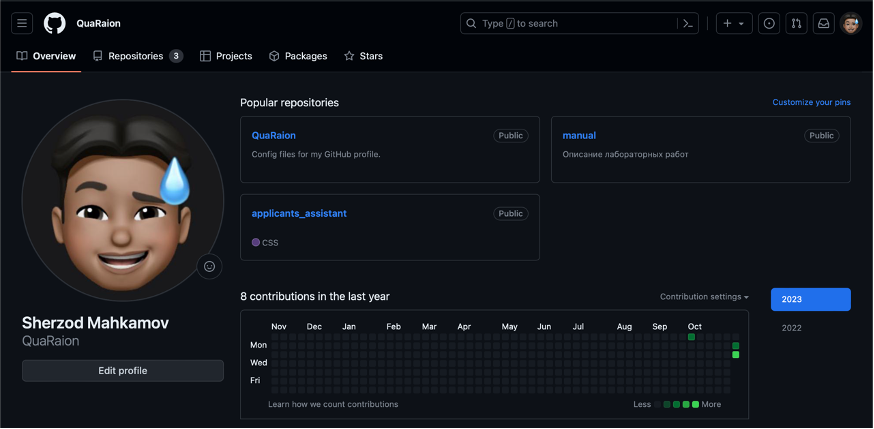 QuaRaion
Type / to search
Overview
Repositories 3
Projects
Packages
Stars
Popular repositories
Customize your pins
QuaRaion
Public
Config files for my GitHub profile.
manual
Public
Описание лабораторных работ
applicants_assistant
Public
CSS
Sherzod Mahkamov
QuaRaion
Edit profile
8 contributions in the last year
Contribution settings
2023
2022
Nov Dec Jan Feb Mar Apr May Jun Jul Aug Sep Oct
Mon
Wed
Fri
Learn how we count contributions
Less
More